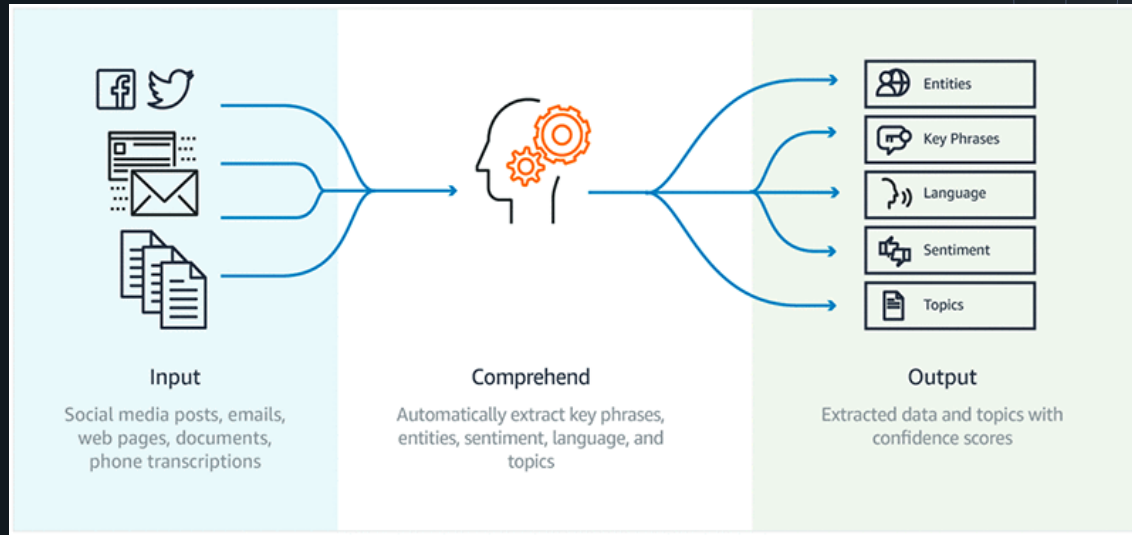 Entities
Key Phrases
Language
Sentiment
Topics
Input
Social media posts, emails,
web pages, documents,
phone transcriptions
Comprehend
Automatically extract key phrases,
entities, sentiment, language, and
topics
Output
Extracted data and topics with
confidence scores